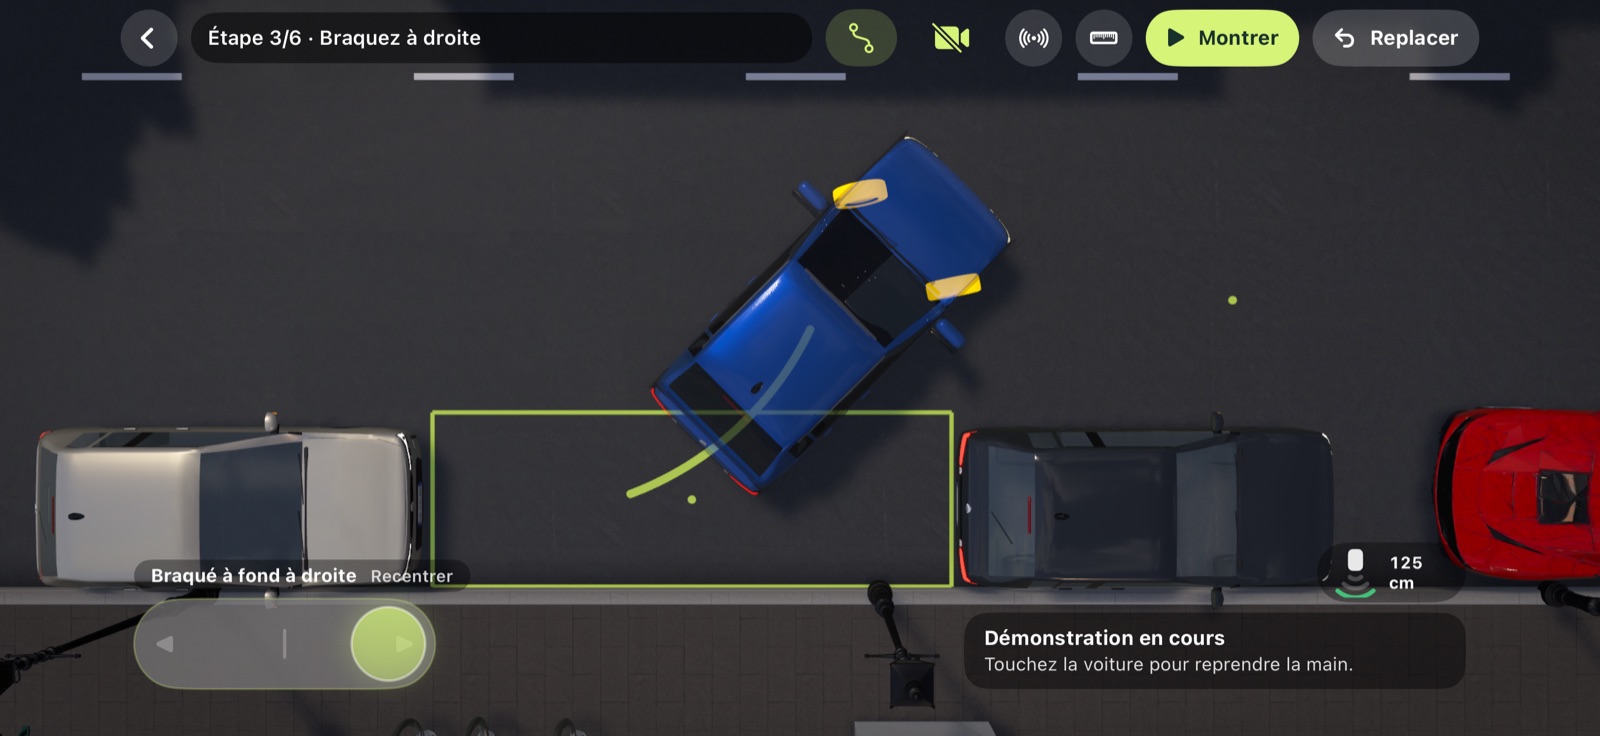 Étape 3/6 · Braquez à droite
Montrer
Replacer
Braqué à fond à droite Recentrer
125
cm
Démonstration en cours
Touchez la voiture pour reprendre la main.